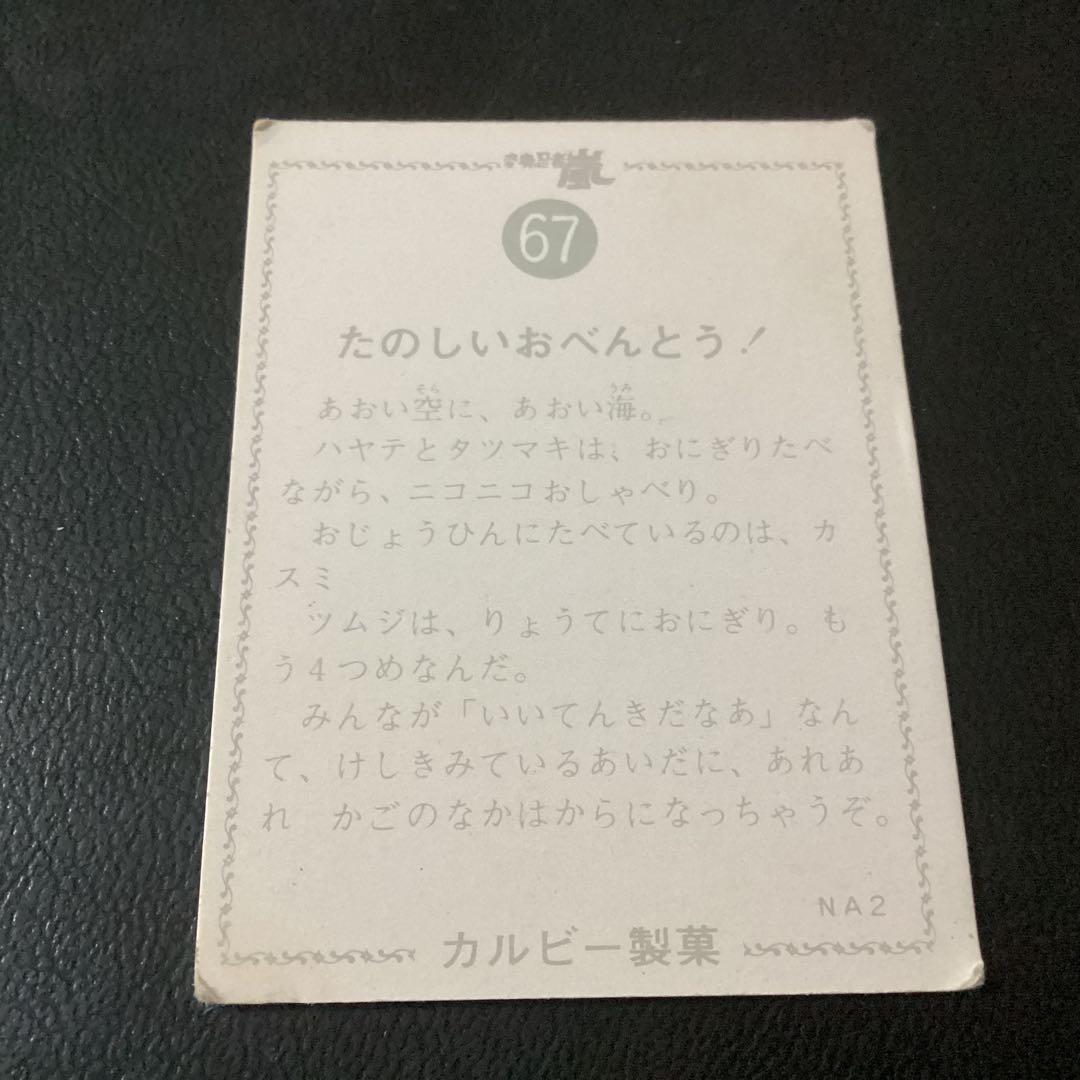 変身忍者嵐
67
たのしいおべんとう!
あおい空に、あおい海。
ハヤテとタツマキは、おにぎりたべ
ながら、ニコニコおしゃべり。
おじょうひんにたべているのは、カ
スミ
ツムジは、りょうてにおにぎり。も
う4つめなんだ。
みんなが「いいてんきだなあ」なん
て、けしきみているあいだに、あれあ
れ　かごのなかはからになっちゃうぞ。
NA2
カルビー製菓